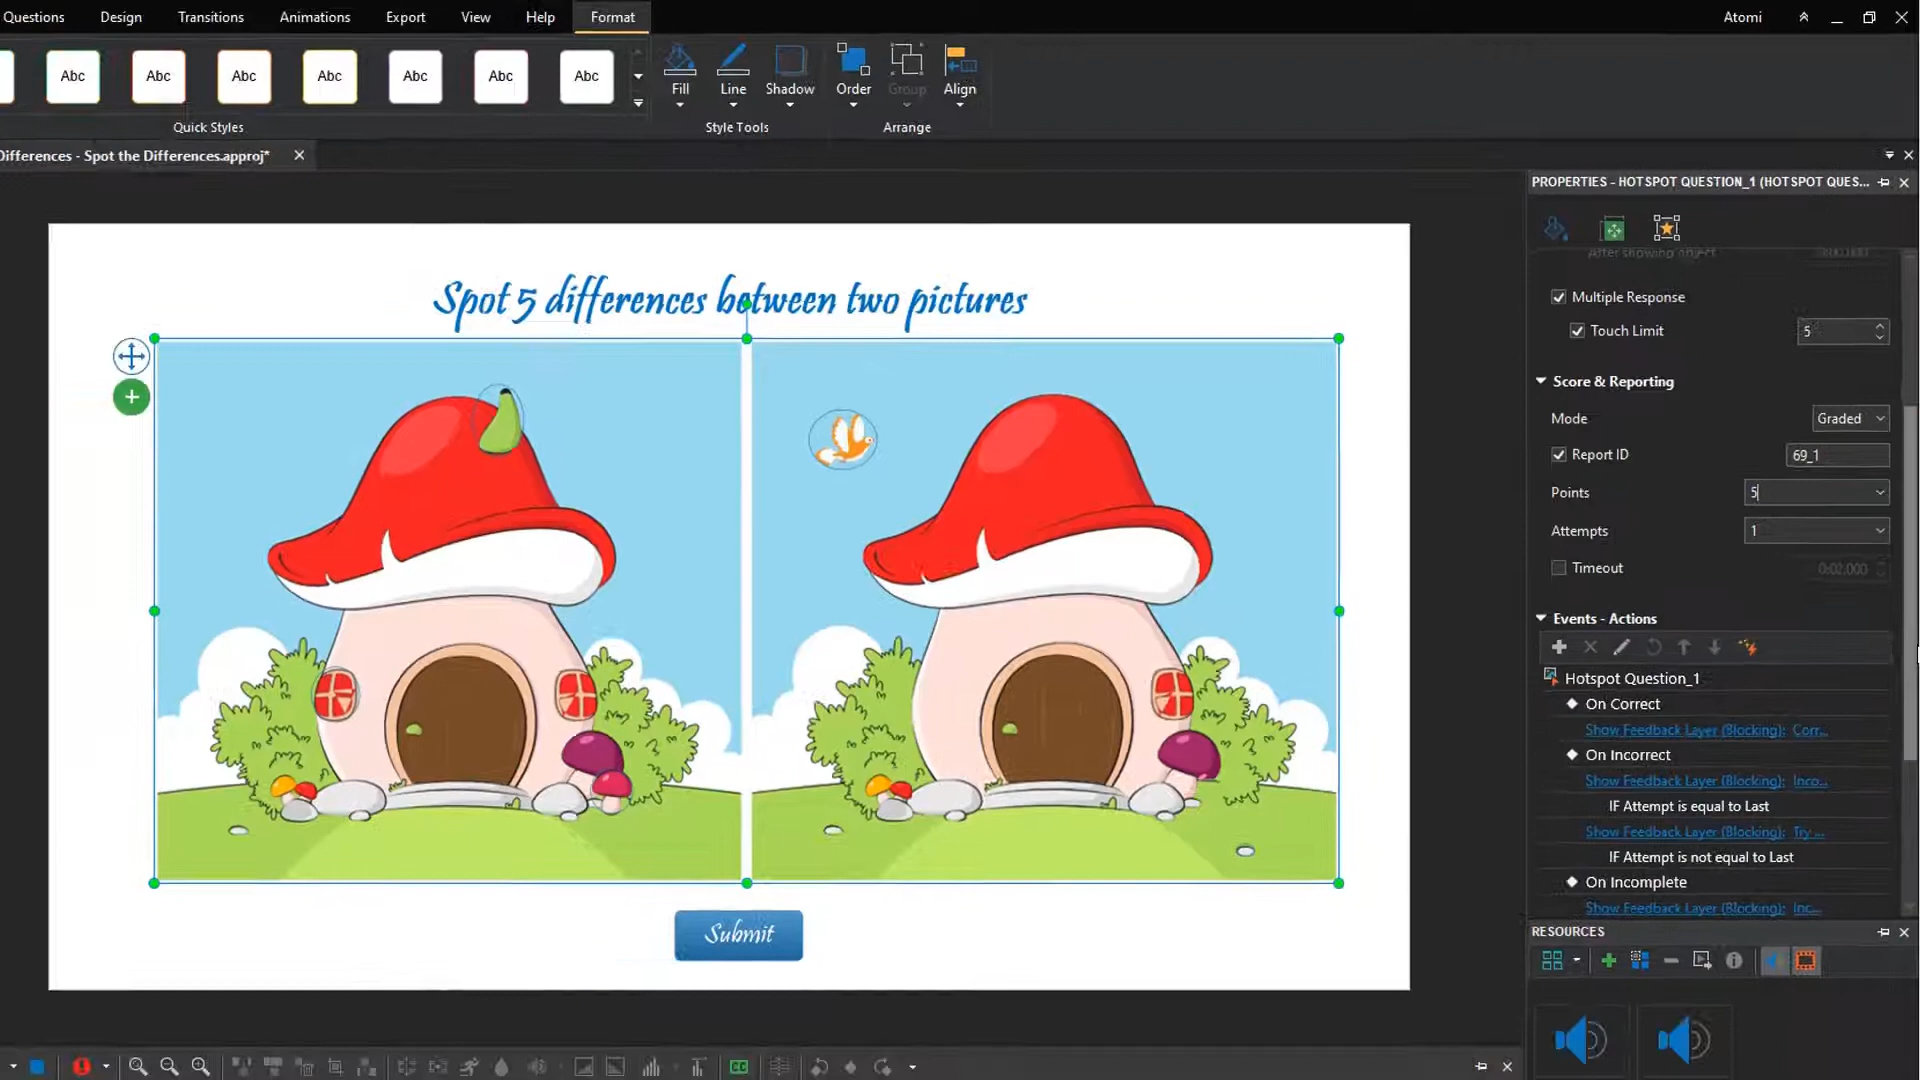 Questions
Design
Transitions
Animations
Export
View
Help
Format
Atomi
Abc
Abc
Abc
Abc
Abc
Abc
Abc
Fill
Line
Shadow
Order
Group
Align
Quick Styles
Style Tools
Arrange
Differences - Spot the Differences.approj*
PROPERTIES - HOTSPOT QUESTION_1 (HOTSPOT QUES...
After showing object
Multiple Response
Touch Limit
5
Score & Reporting
Mode
Graded
Report ID
69_1
Points
5
Attempts
1
Timeout
0:02.000
Events - Actions
Hotspot Question_1
On Correct
Show Feedback Layer (Blocking): Corr...
On Incorrect
Show Feedback Layer (Blocking): Inco...
IF Attempt is equal to Last
Show Feedback Layer (Blocking): Try ...
IF Attempt is not equal to Last
On Incomplete
Show Feedback Layer (Blocking): Inc...
RESOURCES
Spot 5 differences between two pictures
Submit
CC